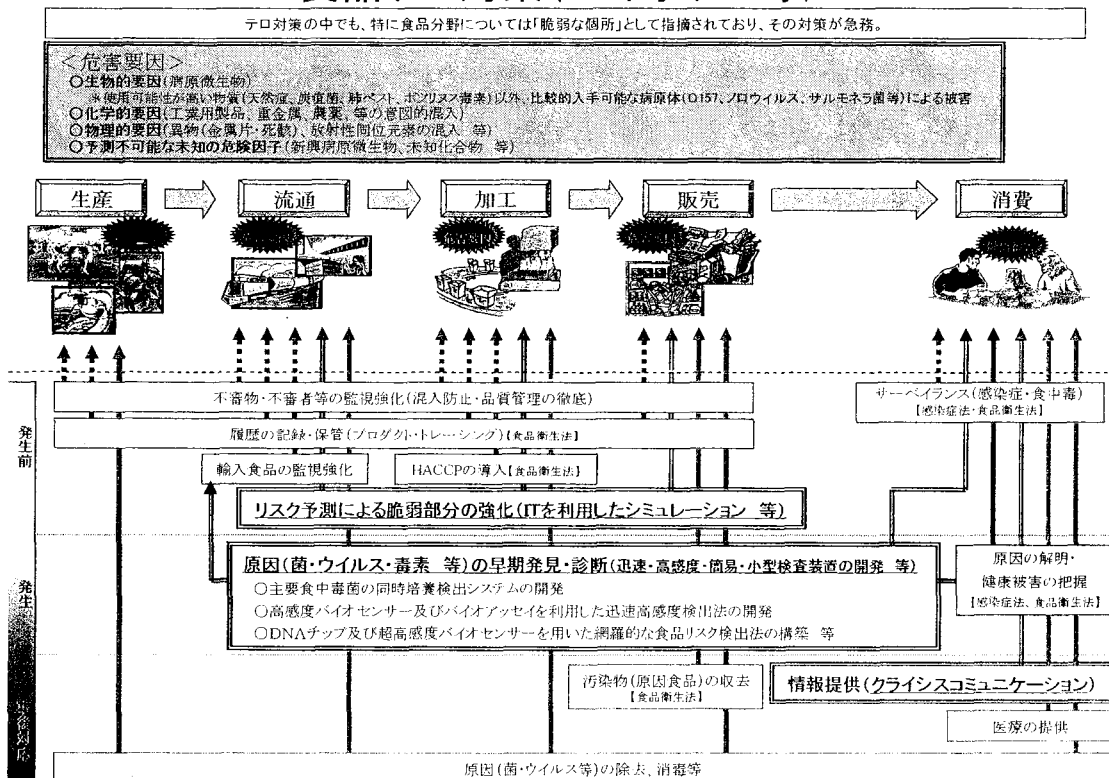 テロ対策の中でも、特に食品分野については「脆弱な個所」として指摘されており、その対策が急務。
＜危害要因＞
○生物的要因(病原微生物)
※使用可能性が高い物質(天然痘、炭疽菌、肺ペスト、ボツリヌス毒素)以外、比較的入手可能な病原体(O157、ノロウィルス、サルモネラ菌等)による被害
○化学的要因(工業用製品、重金属、農薬、等の意図的混入)
○物理的要因(異物(金属片・死骸)、放射性同位元素の混入 等)
○予測不可能な未知の危険因子(新興病原微生物、未知化合物 等)
生産
流通
加工
販売
消費
発生前
不審物・不審者等の監視強化(混入防止・品質管理の徹底)
サーベイランス(感染症・食中毒)
【感染症法・食品衛生法】
履歴の記録・保管(プロダクト・トレーシング)【食品衛生法】
輸入食品の監視強化
HACCPの導入【食品衛生法】
リスク予測による脆弱部分の強化(ITを利用したシミュレーション 等)
発生
原因(菌・ウイルス・毒素 等)の早期発見・診断(迅速・高感度・簡易・小型検査装置の開発 等)
○主要食中毒菌の同時培養検出システムの開発
○高感度バイオセンサー及びバイオアッセイを利用した迅速高感度検出法の開発
○DNAチップ及び超高感度バイオセンサーを用いた網羅的な食品リスク検出法の構築 等
原因の解明・
健康被害の把握
【感染症法、食品衛生法】
汚染物(原因食品)の収去
【食品衛生法】
情報提供(クライシスコミュニケーション)
医療の提供
原因(菌・ウイルス等)の除去、消毒等